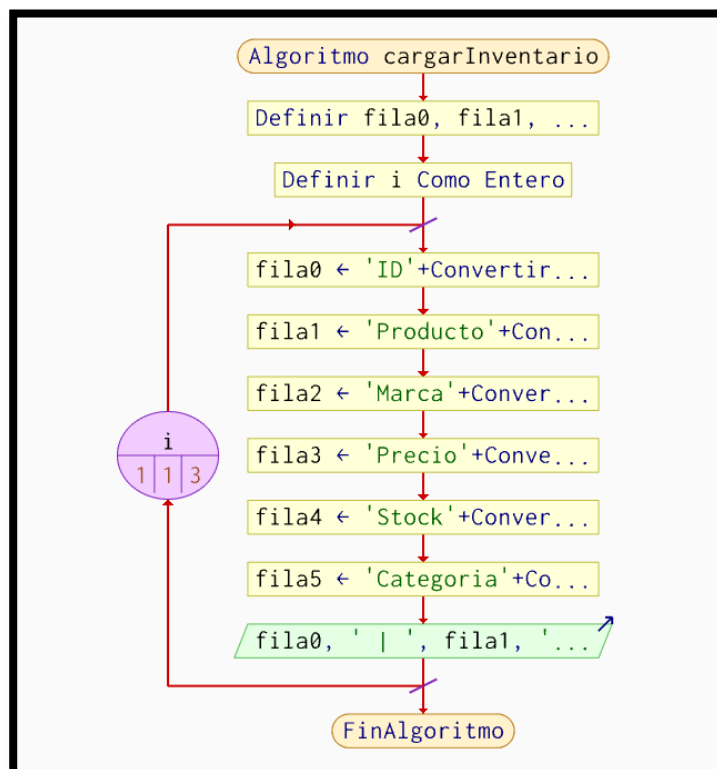 Algoritmo cargarInventario
Definir fila0, fila1, ...
Definir i Como Entero
fila0 ← 'ID'+Convertir...
fila1 ← 'Producto'+Con...
fila2 ← 'Marca'+Conver...
fila3 ← 'Precio'+Conve...
i
1 1 3
fila4 ← 'Stock'+Conver...
fila5 ← 'Categoria'+Co...
fila0, ' | ', fila1, '...
FinAlgoritmo